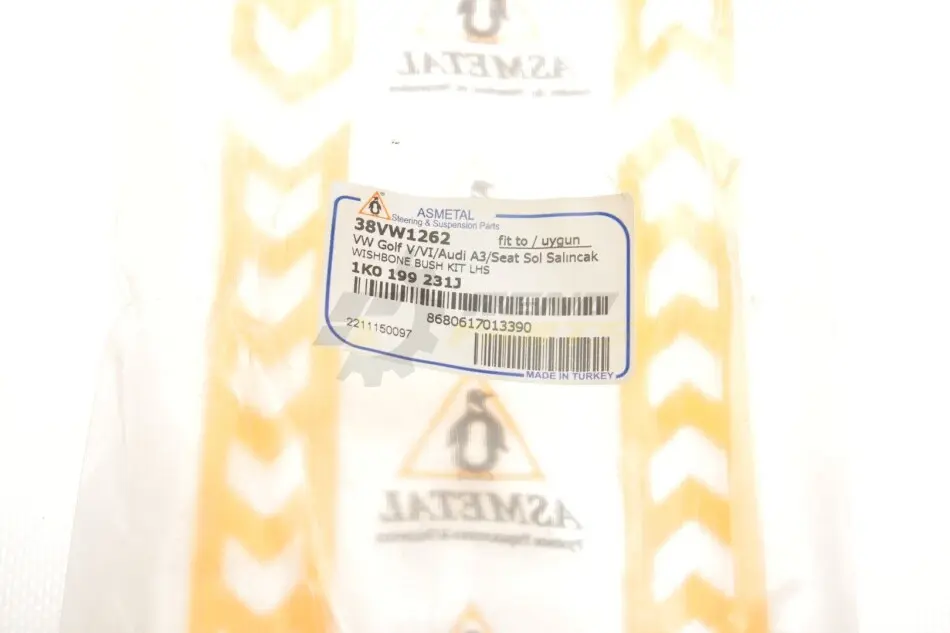 ASMETAL
ASMETAL
Steering & Suspension Parts
38VW1262
fit to / uygun
VW Golf V/VI/Audi A3/Seat Sol Salıncak
WISHBONE BUSH KIT LHS
1K0 199 231J
8680617013390
2211150097
MADE IN TURKEY
ASMETAL